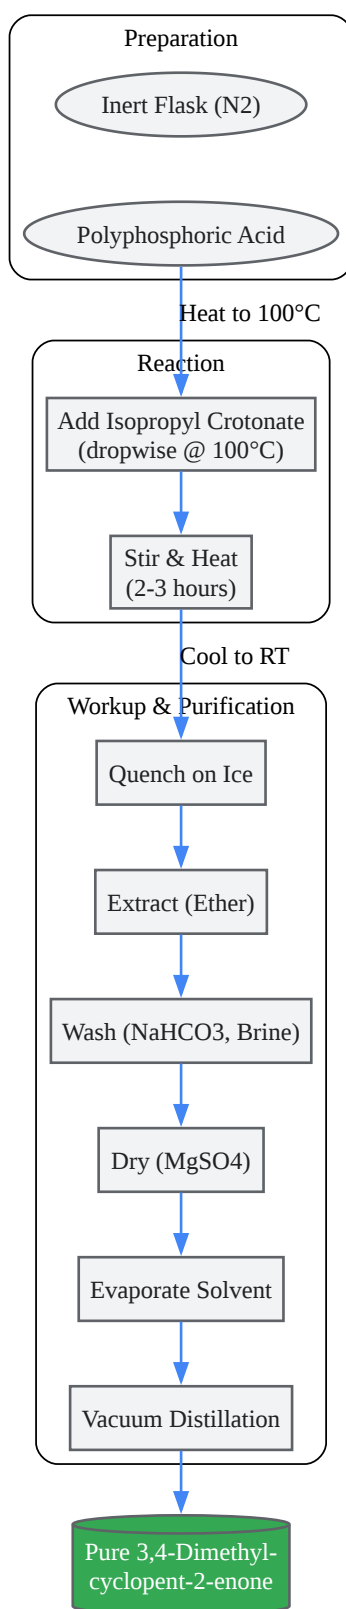 Preparation
Inert Flask (N2)
Polyphosphoric Acid
Heat to 100°C
Reaction
Add Isopropyl Crotonate
(dropwise @ 100°C)
Stir & Heat
(2-3 hours)
Cool to RT
Workup & Purification
Quench on Ice
Extract (Ether)
Wash (NaHCO3, Brine)
Dry (MgSO4)
Evaporate Solvent
Vacuum Distillation
Pure 3,4-Dimethyl-
cyclopent-2-enone